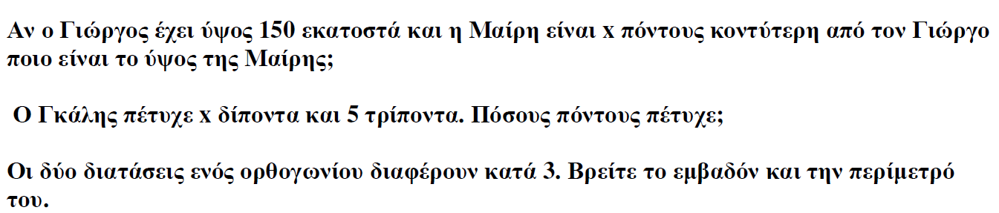 Αν ο Γιώργος έχει ύψος 150 εκατοστά και η Μαίρη είναι x πόντους κοντύτερη από τον Γιώργο
ποιο είναι το ύψος της Μαίρης;
Ο Γκάλης πέτυχε x δίποντα και 5 τρίποντα. Πόσους πόντους πέτυχε;
Οι δύο διατάσεις ενός ορθογωνίου διαφέρουν κατά 3. Βρείτε το εμβαδόν και την περίμετρό
του.